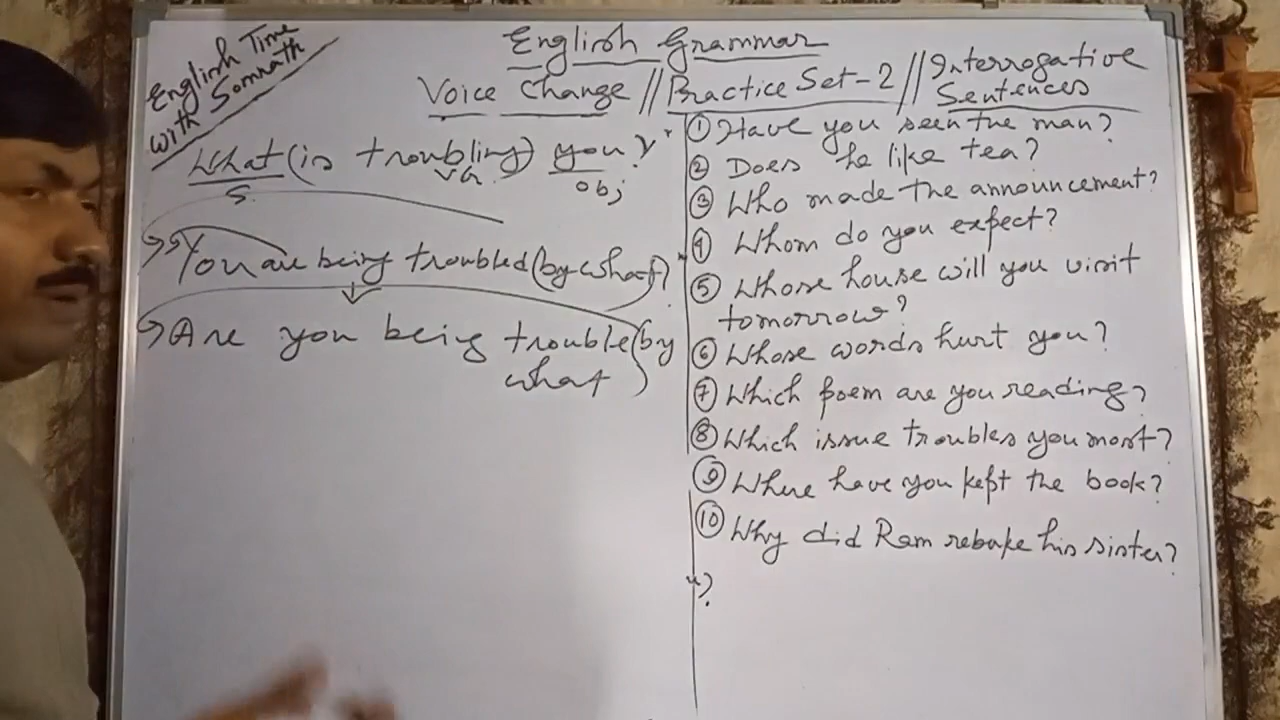 English Time
with Somnath
English Grammar
Voice Change // Practice Set-2 // Interrogative Sentences
What (is troubling) you?
S. Obj
You are being troubled (by what)?
Are you being trouble (by
what)
① Have you seen the man?
② Does he like tea?
③ Who made the announcement?
④ Whom do you expect?
⑤ Whose house will you visit
tomorrow?
⑥ Whose words hurt you?
⑦ Which poem are you reading?
⑧ Which issue troubles you most?
⑨ Where have you kept the book?
⑩ Why did Ram rebuke his sister?
?